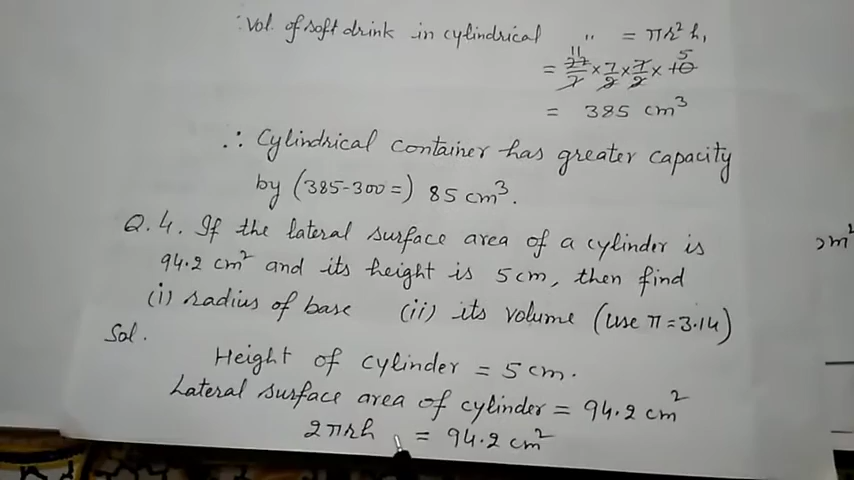 ∴ Vol. of soft drink in cylindrical " = πr²h,
= 22/7 × 7/2 × 7/2 × 10 11 5
= 385 cm³
∴ Cylindrical container has greater capacity
by (385-300=) 85 cm³.
Q.4. If the lateral surface area of a cylinder is
94.2 cm² and its height is 5 cm, then find
(i) radius of base (ii) its volume (use π = 3.14)
Sol.
Height of cylinder = 5 cm.
Lateral surface area of cylinder = 94.2 cm²
2πrh = 94.2 cm²
m²